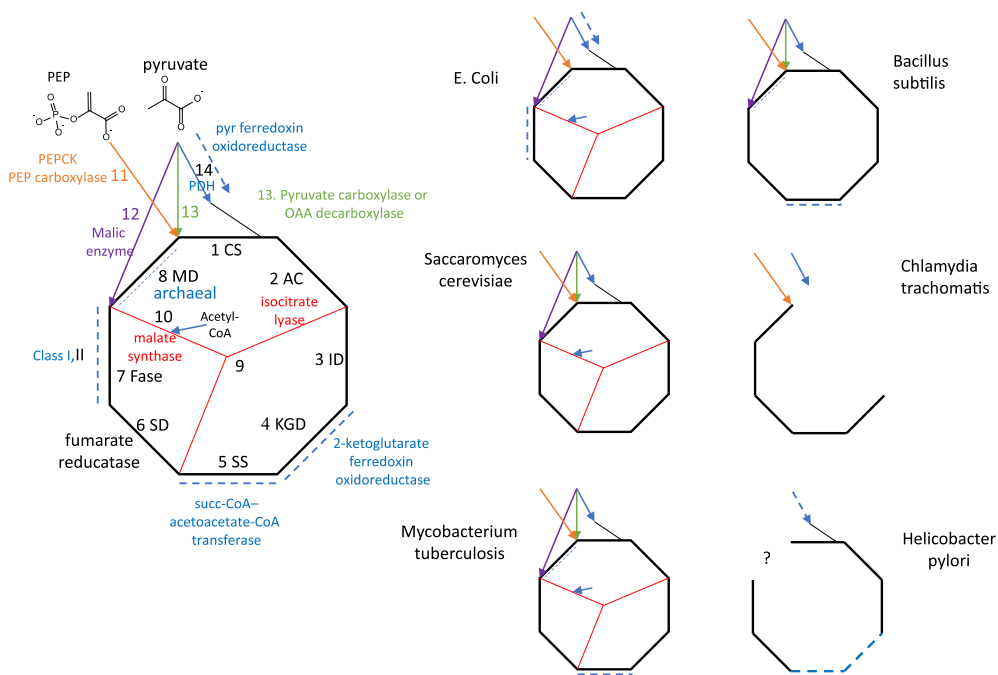 PEP
pyruvate
O
O
-O
P
O
O-
O-
O
O-
O
O
O-
pyr ferredoxin
oxidoreductase
PEPCK
PEP carboxylase 11
14
PDH
12
13
Malic
enzyme
13. Pyruvate carboxylase or
OAA decarboxylase
1 CS
8 MD
archaeal
2 AC
isocitrate
lyase
10
Acetyl-
CoA
malate
synthase
9
Class I,II
3 ID
7 Fase
6 SD
4 KGD
fumarate
reducatase
5 SS
2-ketoglutarate
ferredoxin
oxidoreductase
succ-CoA–
acetoacetate-CoA
transferase
E. Coli
Bacillus
subtilis
Saccaromyces
cerevisiae
Chlamydia
trachomatis
Mycobacterium
tuberculosis
Helicobacter
pylori
?